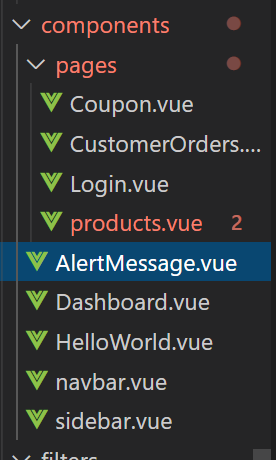 components
pages
Coupon.vue
CustomerOrders....
Login.vue
products.vue 2
AlertMessage.vue
Dashboard.vue
HelloWorld.vue
navbar.vue
sidebar.vue
filters